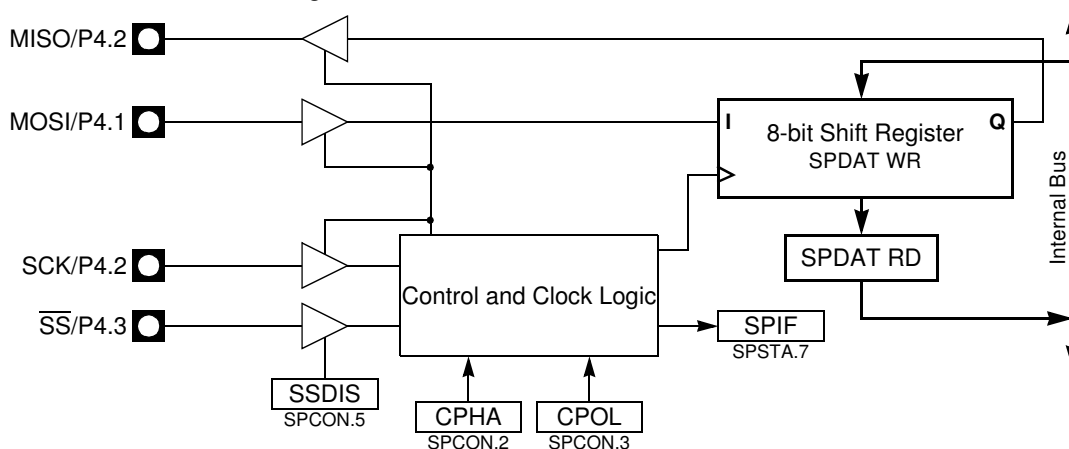 MISO/P4.2
MOSI/P4.1
I
8-bit Shift Register
Q
SPDAT WR
Internal Bus
SCK/P4.2
SPDAT RD
Control and Clock Logic
SS/P4.3
SPIF
SPSTA.7
SSDIS
SPCON.5
CPHA
CPOL
SPCON.2
SPCON.3